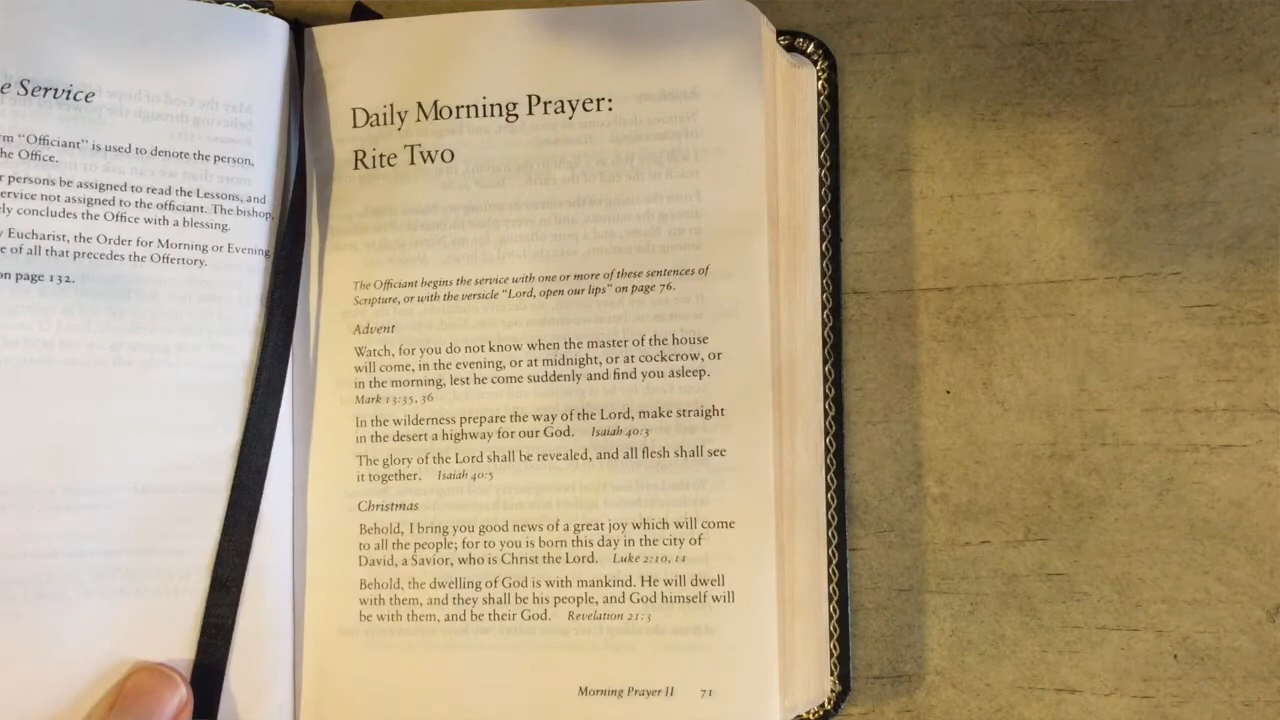 e Service
rm "Officiant" is used to denote the person,
he Office.
r persons be assigned to read the Lessons, and
ervice not assigned to the officiant. The bishop,
ely concludes the Office with a blessing.
y Eucharist, the Order for Morning or Evening
e of all that precedes the Offertory.
on page 132.
Daily Morning Prayer:
Rite Two
The Officiant begins the service with one or more of these sentences of
Scripture, or with the versicle "Lord, open our lips" on page 76.
Advent
Watch, for you do not know when the master of the house
will come, in the evening, or at midnight, or at cockcrow, or
in the morning, lest he come suddenly and find you asleep.
Mark 13:35, 36
In the wilderness prepare the way of the Lord, make straight
in the desert a highway for our God. Isaiah 40:3
The glory of the Lord shall be revealed, and all flesh shall see
it together. Isaiah 40:5
Christmas
Behold, I bring you good news of a great joy which will come
to all the people; for to you is born this day in the city of
David, a Savior, who is Christ the Lord. Luke 2:10, 11
Behold, the dwelling of God is with mankind. He will dwell
with them, and they shall be his people, and God himself will
be with them, and be their God. Revelation 21:3
Morning Prayer II 71